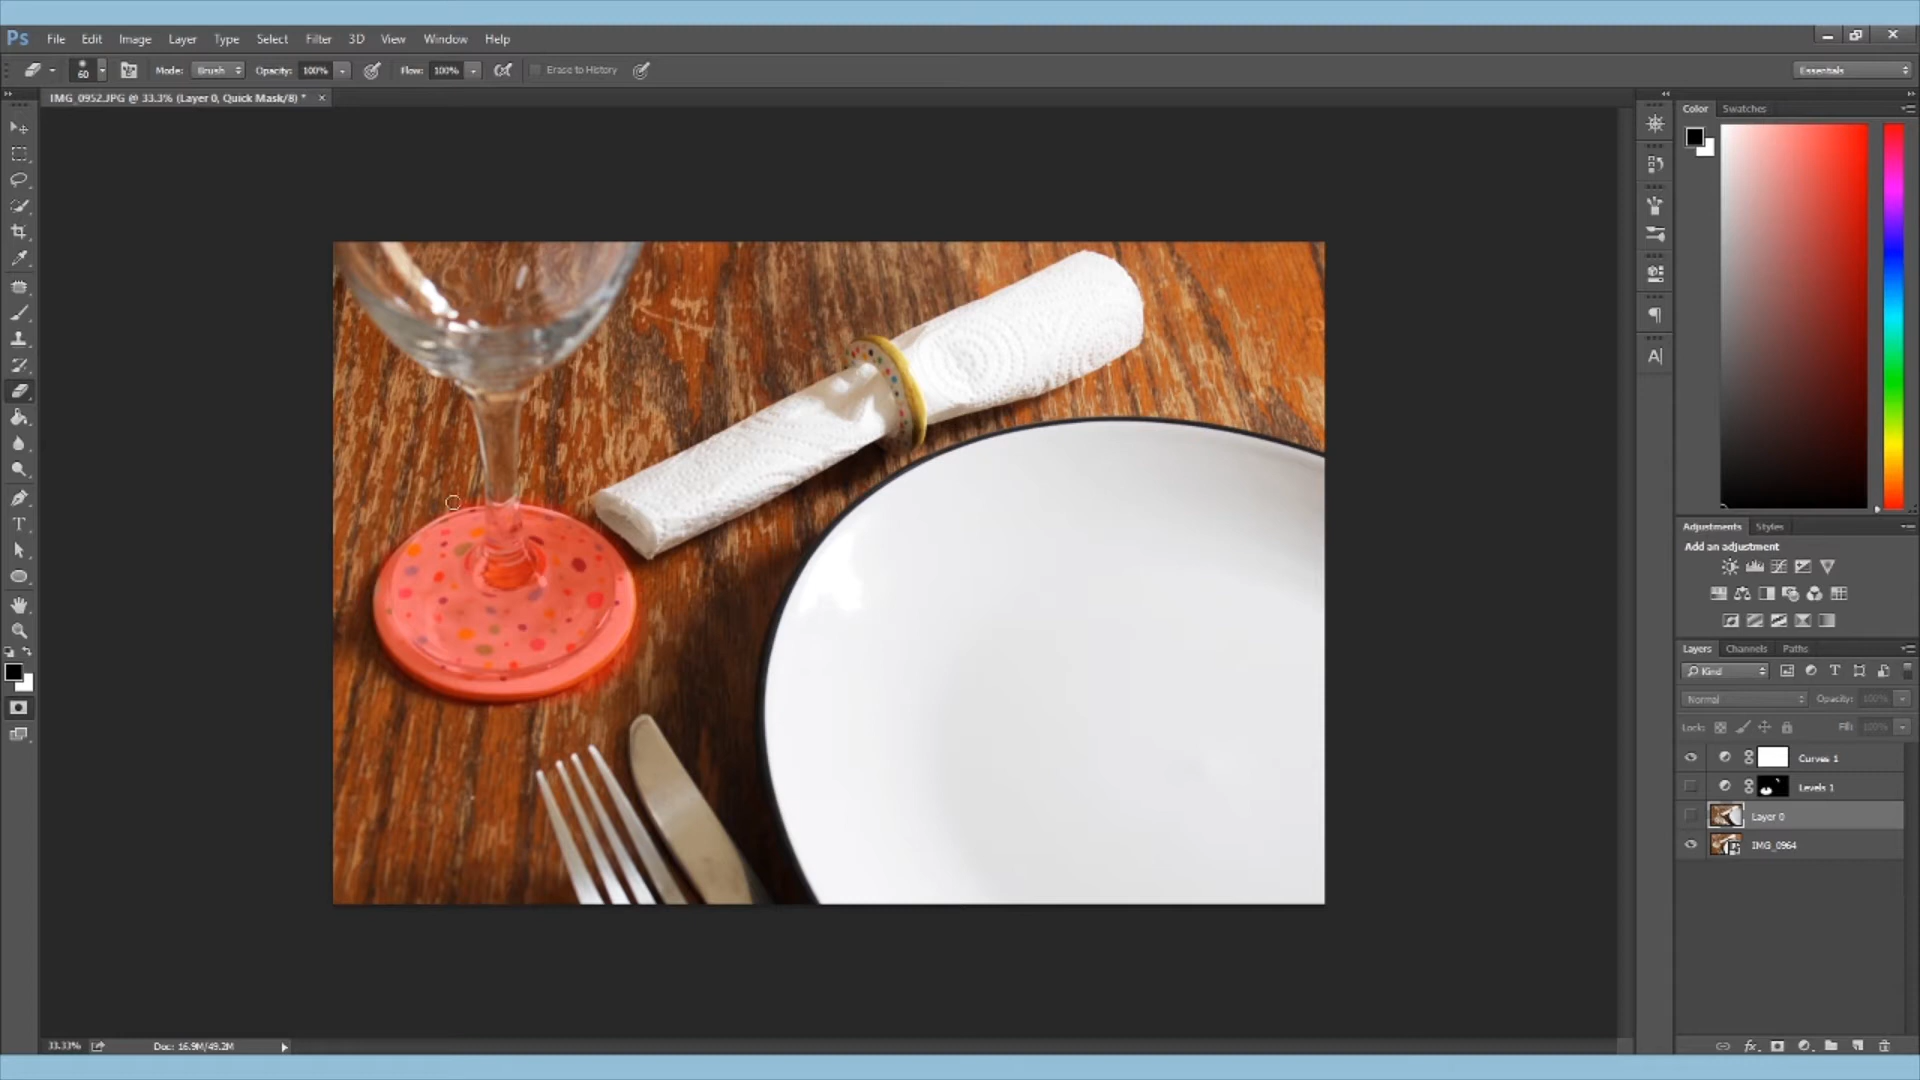 Ps File Edit Image Layer Type Select Filter 3D View Window Help
60 Mode: Brush Opacity: 100% Flow: 100% Erase to History Essentials
IMG_0952.JPG @ 33.3% (Layer 0, Quick Mask/8) * ×
Color Swatches
Adjustments Styles
Add an adjustment
Layers Channels Paths
Kind
Normal Opacity: 100%
Lock: Fill: 100%
Curves 1
Levels 1
Layer 0
IMG_0964
33.33% Doc: 16.9M/49.2M